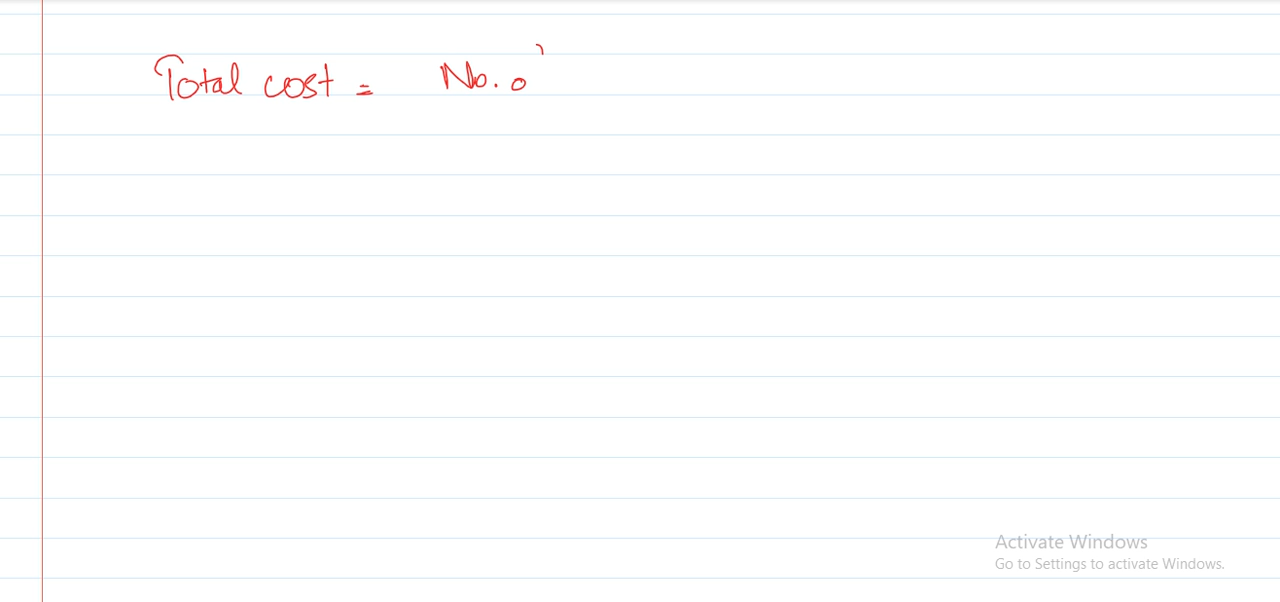 Total cost = No. o
Activate Windows
Go to Settings to activate Windows.